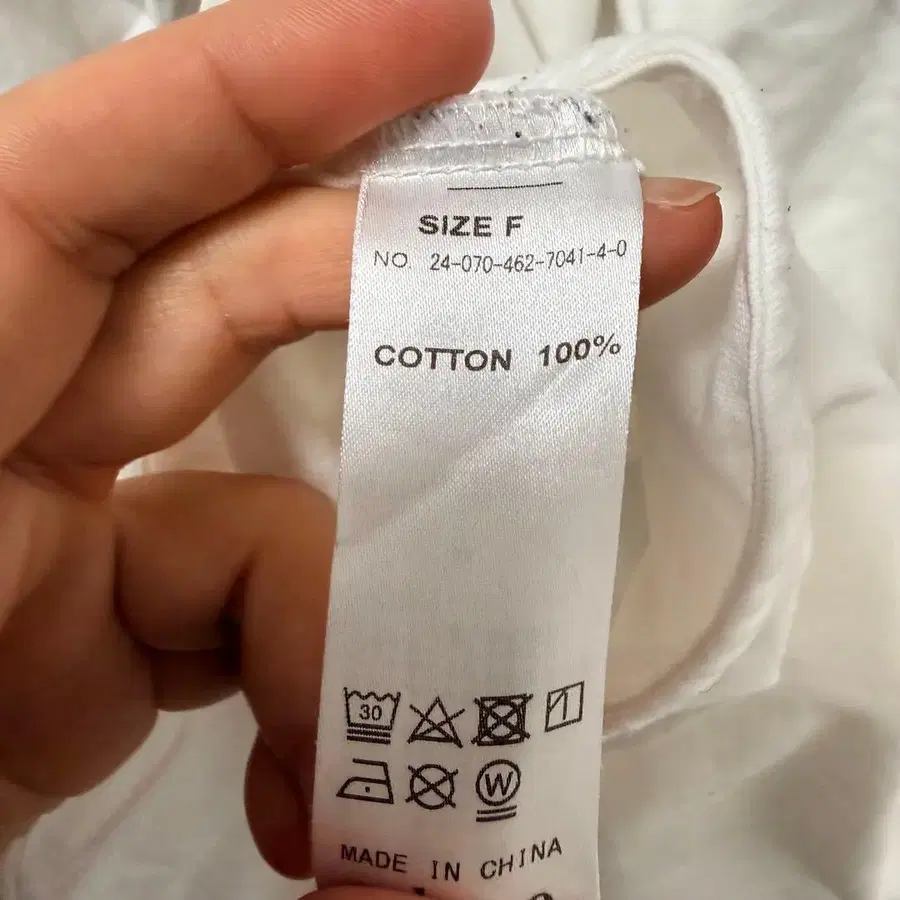 SIZE F
NO. 24-070-462-7041-4-0
COTTON 100%
30
W
MADE IN CHINA